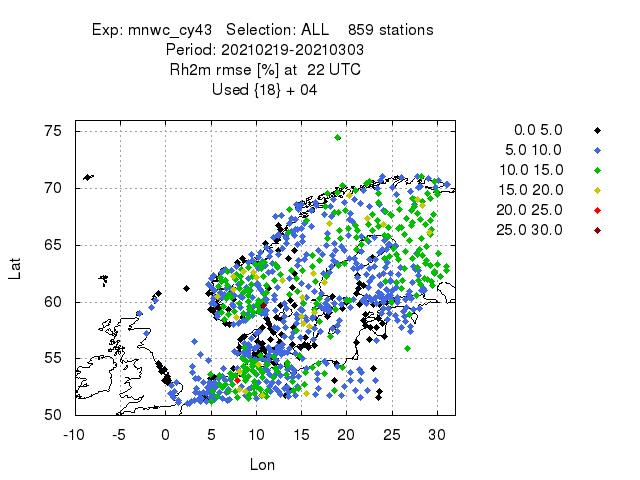 Exp: mnwc_cy43 Selection: ALL 859 stations
Period: 20210219-20210303
Rh2m rmse [%] at 22 UTC
Used {18} + 04
0.0 5.0
5.0 10.0
10.0 15.0
15.0 20.0
20.0 25.0
25.0 30.0
Lat
75
70
65
60
55
50
-10 -5 0 5 10 15 20 25 30
Lon